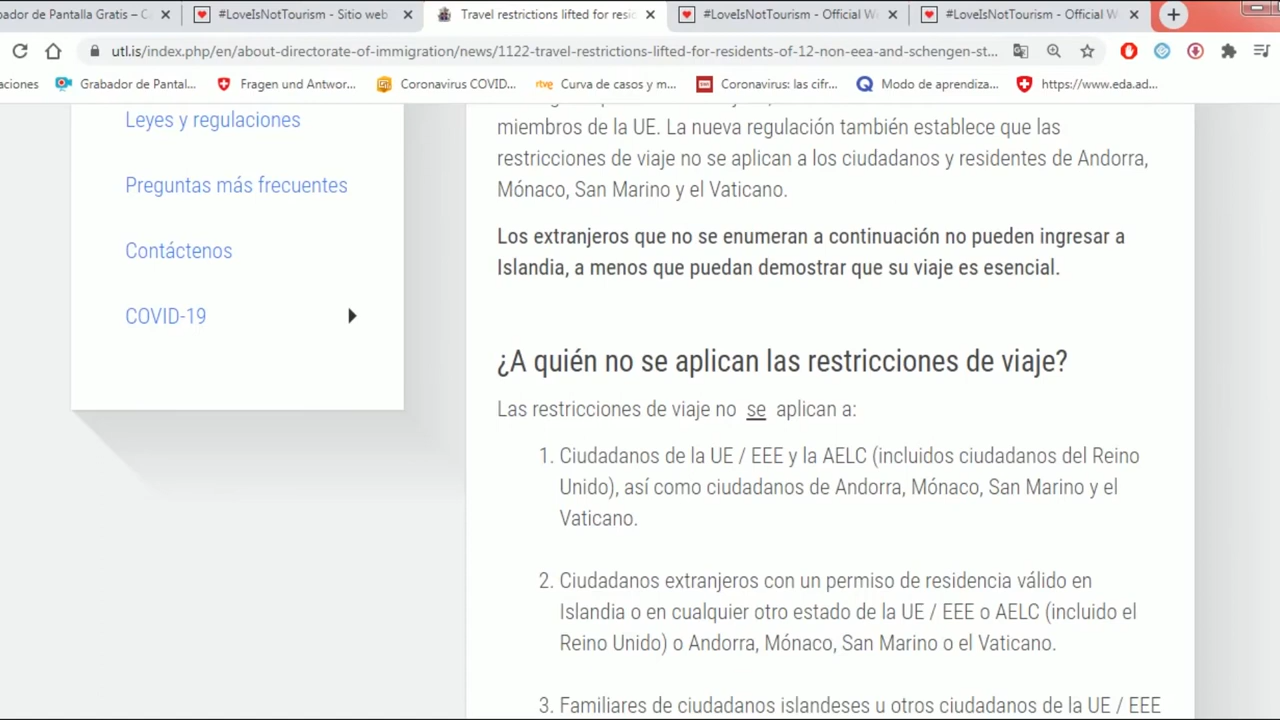 ador de Pantalla Gratis – C
#LoveIsNotTourism - Sitio web
Travel restrictions lifted for resi
#LoveIsNotTourism - Official W
#LoveIsNotTourism - Official W
utl.is/index.php/en/about-directorate-of-immigration/news/1122-travel-restrictions-lifted-for-residents-of-12-non-eea-and-schengen-st...
aciones
Grabador de Pantal...
Fragen und Antwor...
Coronavirus COVID...
rtve Curva de casos y m...
Coronavirus: las cifr...
Modo de aprendiza...
https://www.eda.ad...
Leyes y regulaciones
Preguntas más frecuentes
Contáctenos
COVID-19
miembros de la UE. La nueva regulación también establece que las
restricciones de viaje no se aplican a los ciudadanos y residentes de Andorra,
Mónaco, San Marino y el Vaticano.
Los extranjeros que no se enumeran a continuación no pueden ingresar a
Islandia, a menos que puedan demostrar que su viaje es esencial.
¿A quién no se aplican las restricciones de viaje?
Las restricciones de viaje no se aplican a:
1. Ciudadanos de la UE / EEE y la AELC (incluidos ciudadanos del Reino
Unido), así como ciudadanos de Andorra, Mónaco, San Marino y el
Vaticano.
2. Ciudadanos extranjeros con un permiso de residencia válido en
Islandia o en cualquier otro estado de la UE / EEE o AELC (incluido el
Reino Unido) o Andorra, Mónaco, San Marino o el Vaticano.
3. Familiares de ciudadanos islandeses u otros ciudadanos de la UE / EEE